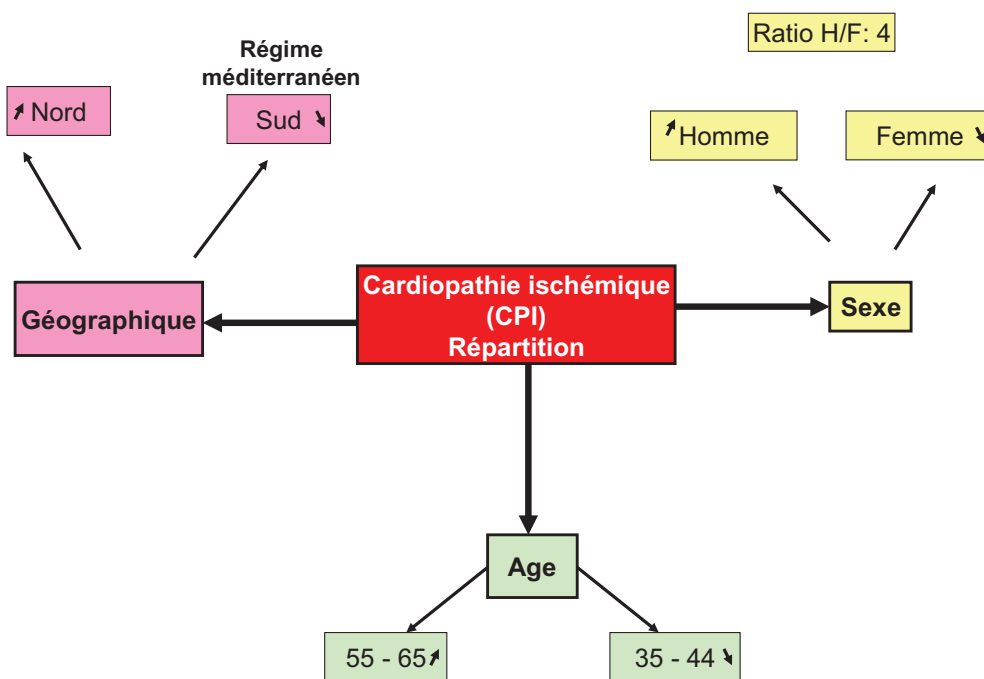 Ratio H/F: 4
Régime
méditerranéen
Nord
Sud
Homme
Femme
Cardiopathie ischémique
(CPI)
Répartition
Géographique
Sexe
Age
55 - 65
35 - 44